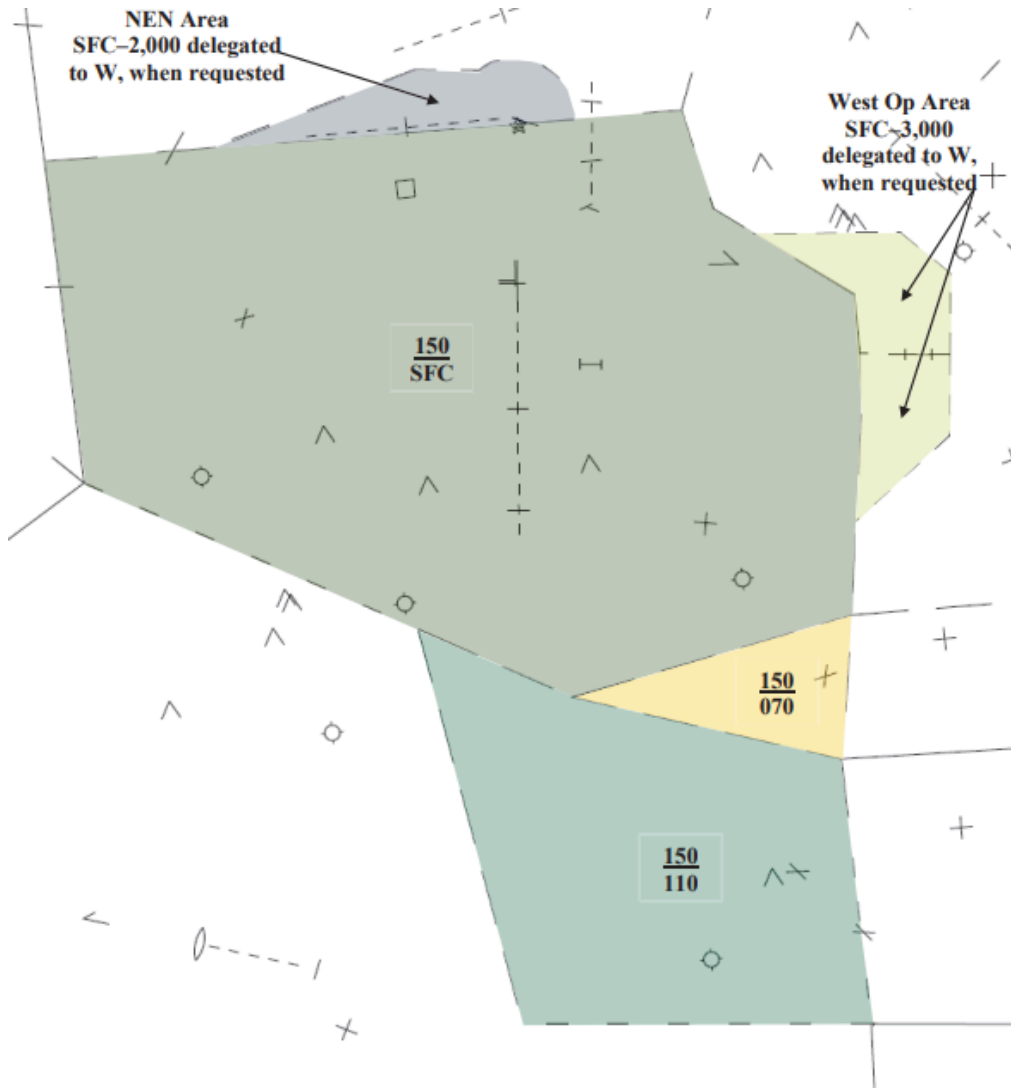 NEN Area
SFC–2,000 delegated
to W, when requested
West Op Area
SFC–3,000
delegated to W,
when requested
150
SFC
150
070
150
110